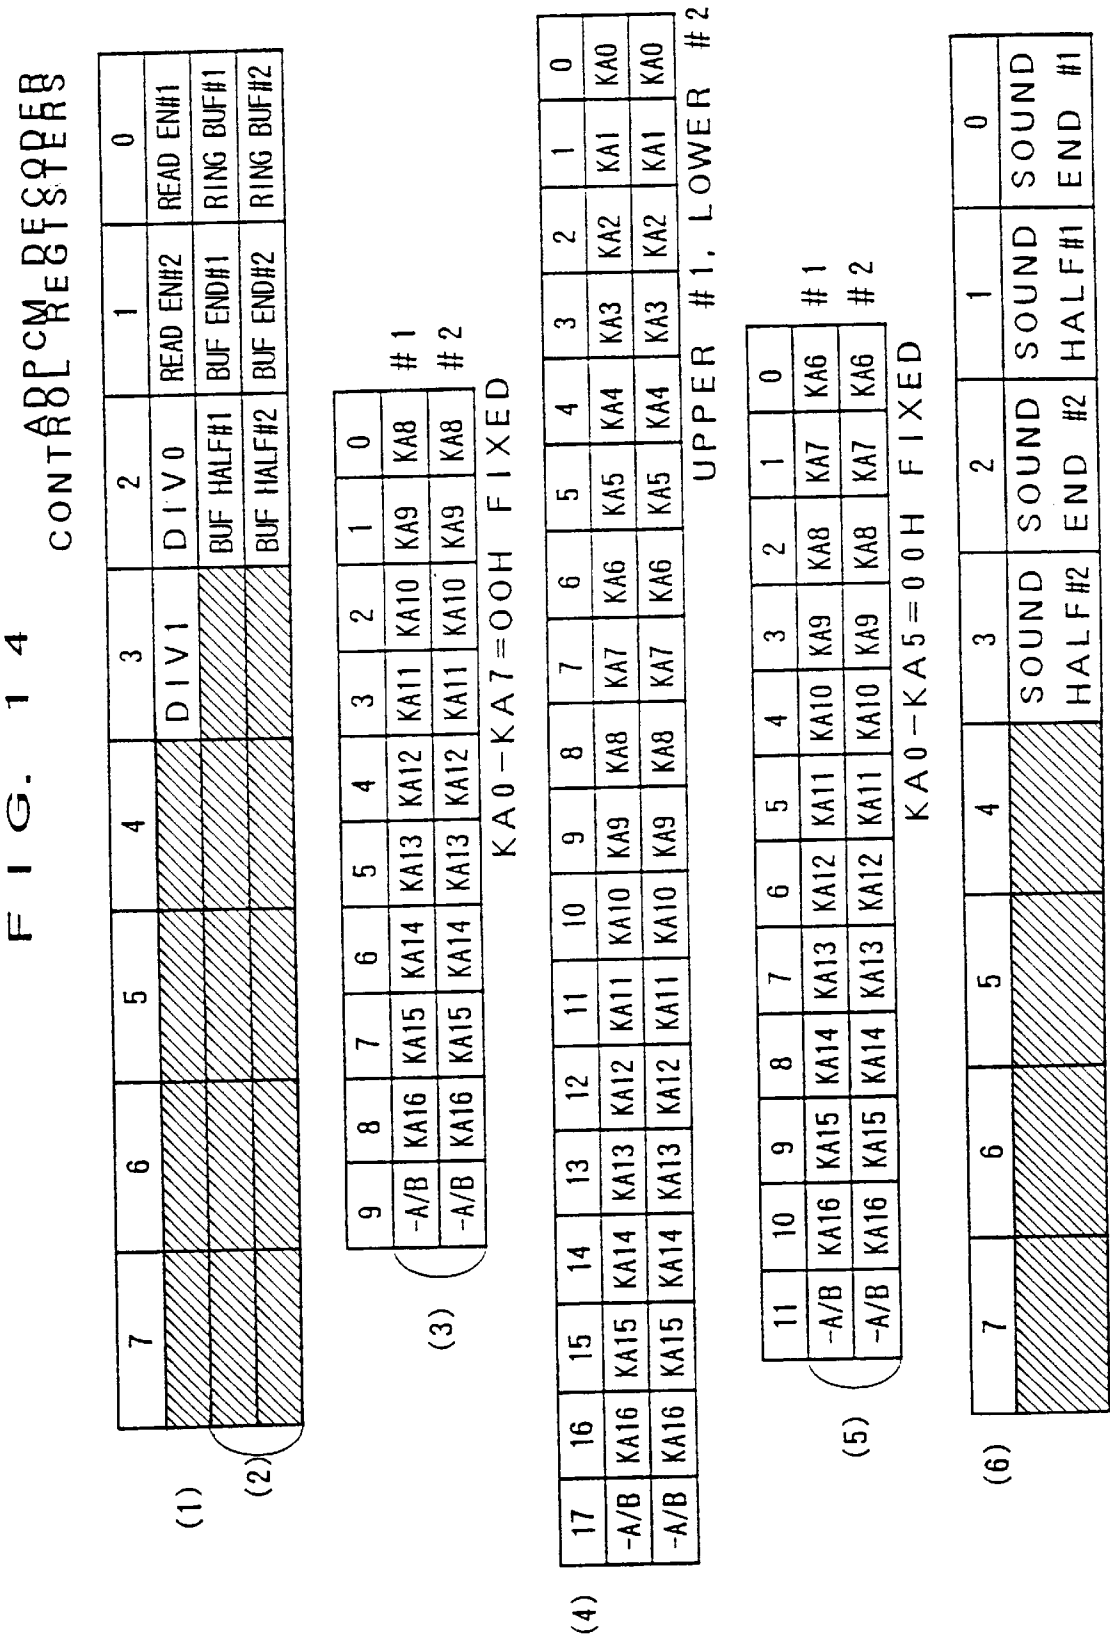 FIG. 14
ADPCM DECODER
CONTROL REGISTERS
7 6 5 4 3 2 1 0
(1) DIV1 DIV0 READ EN#2 READ EN#1
(2) BUF HALF#1 BUF END#1 RING BUF#1
BUF HALF#2 BUF END#2 RING BUF#2
9 8 7 6 5 4 3 2 1 0
(3) -A/B KA16 KA15 KA14 KA13 KA12 KA11 KA10 KA9 KA8 #1
-A/B KA16 KA15 KA14 KA13 KA12 KA11 KA10 KA9 KA8 #2
KA0-KA7=00H FIXED
17 16 15 14 13 12 11 10 9 8 7 6 5 4 3 2 1 0
(4) -A/B KA16 KA15 KA14 KA13 KA12 KA11 KA10 KA9 KA8 KA7 KA6 KA5 KA4 KA3 KA2 KA1 KA0
-A/B KA16 KA15 KA14 KA13 KA12 KA11 KA10 KA9 KA8 KA7 KA6 KA5 KA4 KA3 KA2 KA1 KA0
UPPER #1, LOWER #2
11 10 9 8 7 6 5 4 3 2 1 0
(5) -A/B KA16 KA15 KA14 KA13 KA12 KA11 KA10 KA9 KA8 KA7 KA6 #1
-A/B KA16 KA15 KA14 KA13 KA12 KA11 KA10 KA9 KA8 KA7 KA6 #2
KA0-KA5=00H FIXED
7 6 5 4 3 2 1 0
(6) SOUND SOUND SOUND SOUND
HALF#2 END #2 HALF#1 END #1